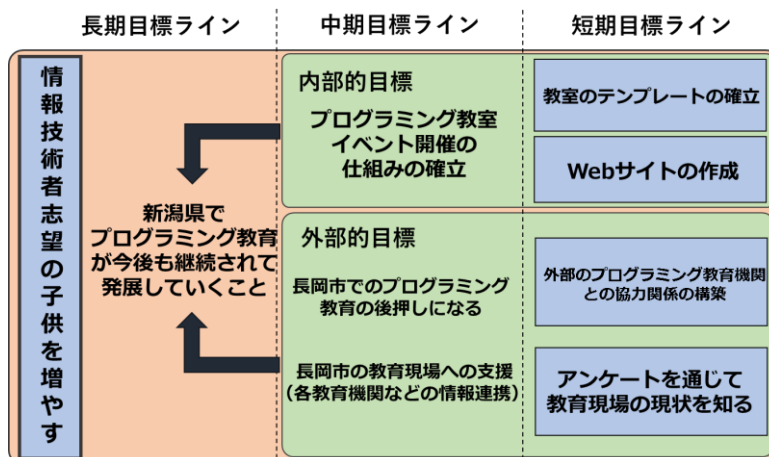 長期目標ライン
中期目標ライン
短期目標ライン
情報技術者志望の子供を増やす
新潟県で
プログラミング教育
が今後も継続されて
発展していくこと
内部的目標
プログラミング教室
イベント開催の
仕組みの確立
教室のテンプレートの確立
Webサイトの作成
外部的目標
長岡市でのプログラミング
教育の後押しになる
長岡市の教育現場への支援
(各教育機関などの情報連携)
外部のプログラミング教育機関
との協力関係の構築
アンケートを通じて
教育現場の現状を知る